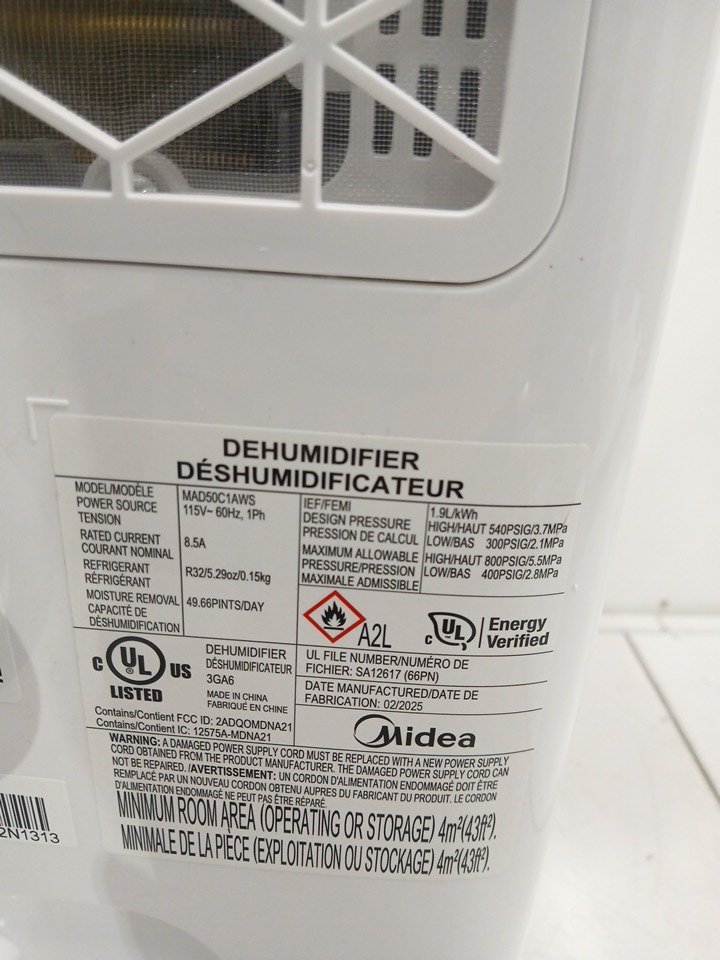 DEHUMIDIFIER
DÉSHUMIDIFICATEUR
MODEL/MODÈLE MAD50C1AWS
POWER SOURCE 115V~ 60Hz, 1Ph
TENSION
RATED CURRENT 8.5A
COURANT NOMINAL
REFRIGERANT R32/5.29oz/0.15kg
RÉFRIGÉRANT
MOISTURE REMOVAL 49.66PINTS/DAY
CAPACITÉ DE
DÉSHUMIDIFICATION
IEF/FEMI 1.9L/kWh
DESIGN PRESSURE HIGH/HAUT 540PSIG/3.7MPa
PRESSION DE CALCUL LOW/BAS 300PSIG/2.1MPa
MAXIMUM ALLOWABLE HIGH/HAUT 800PSIG/5.5MPa
PRESSURE/PRESSION LOW/BAS 400PSIG/2.8MPa
MAXIMALE ADMISSIBLE
A2L
C UL Energy
Verified
C UL US
LISTED
DEHUMIDIFIER
DÉSHUMIDIFICATEUR
3GA6
MADE IN CHINA
FABRIQUÉ EN CHINE
UL FILE NUMBER/NUMÉRO DE
FICHIER: SA12617 (66PN)
DATE MANUFACTURED/DATE DE
FABRICATION: 02/2025
Contains/Contient FCC ID: 2ADQOMDNA21
Contains/Contient IC: 12575A-MDNA21
Midea
WARNING: A DAMAGED POWER SUPPLY CORD MUST BE REPLACED WITH A NEW POWER SUPPLY
CORD OBTAINED FROM THE PRODUCT MANUFACTURER. THE DAMAGED POWER SUPPLY CORD CAN
NOT BE REPAIRED. /AVERTISSEMENT: UN CORDON D'ALIMENTATION ENDOMMAGÉ DOIT ÊTRE
REMPLACÉ PAR UN NOUVEAU CORDON OBTENU AUPRES DU FABRICANT DU PRODUIT. LE CORDON
D'ALIMENTATION ENDOMMAGÉ NE PEUT PAS ÊTRE RÉPARÉ.
MINIMUM ROOM AREA (OPERATING OR STORAGE) 4m²(43ft²).
MINIMALE DE LA PIÈCE (EXPLOITATION OU STOCKAGE) 4m²(43ft²).
2N1313